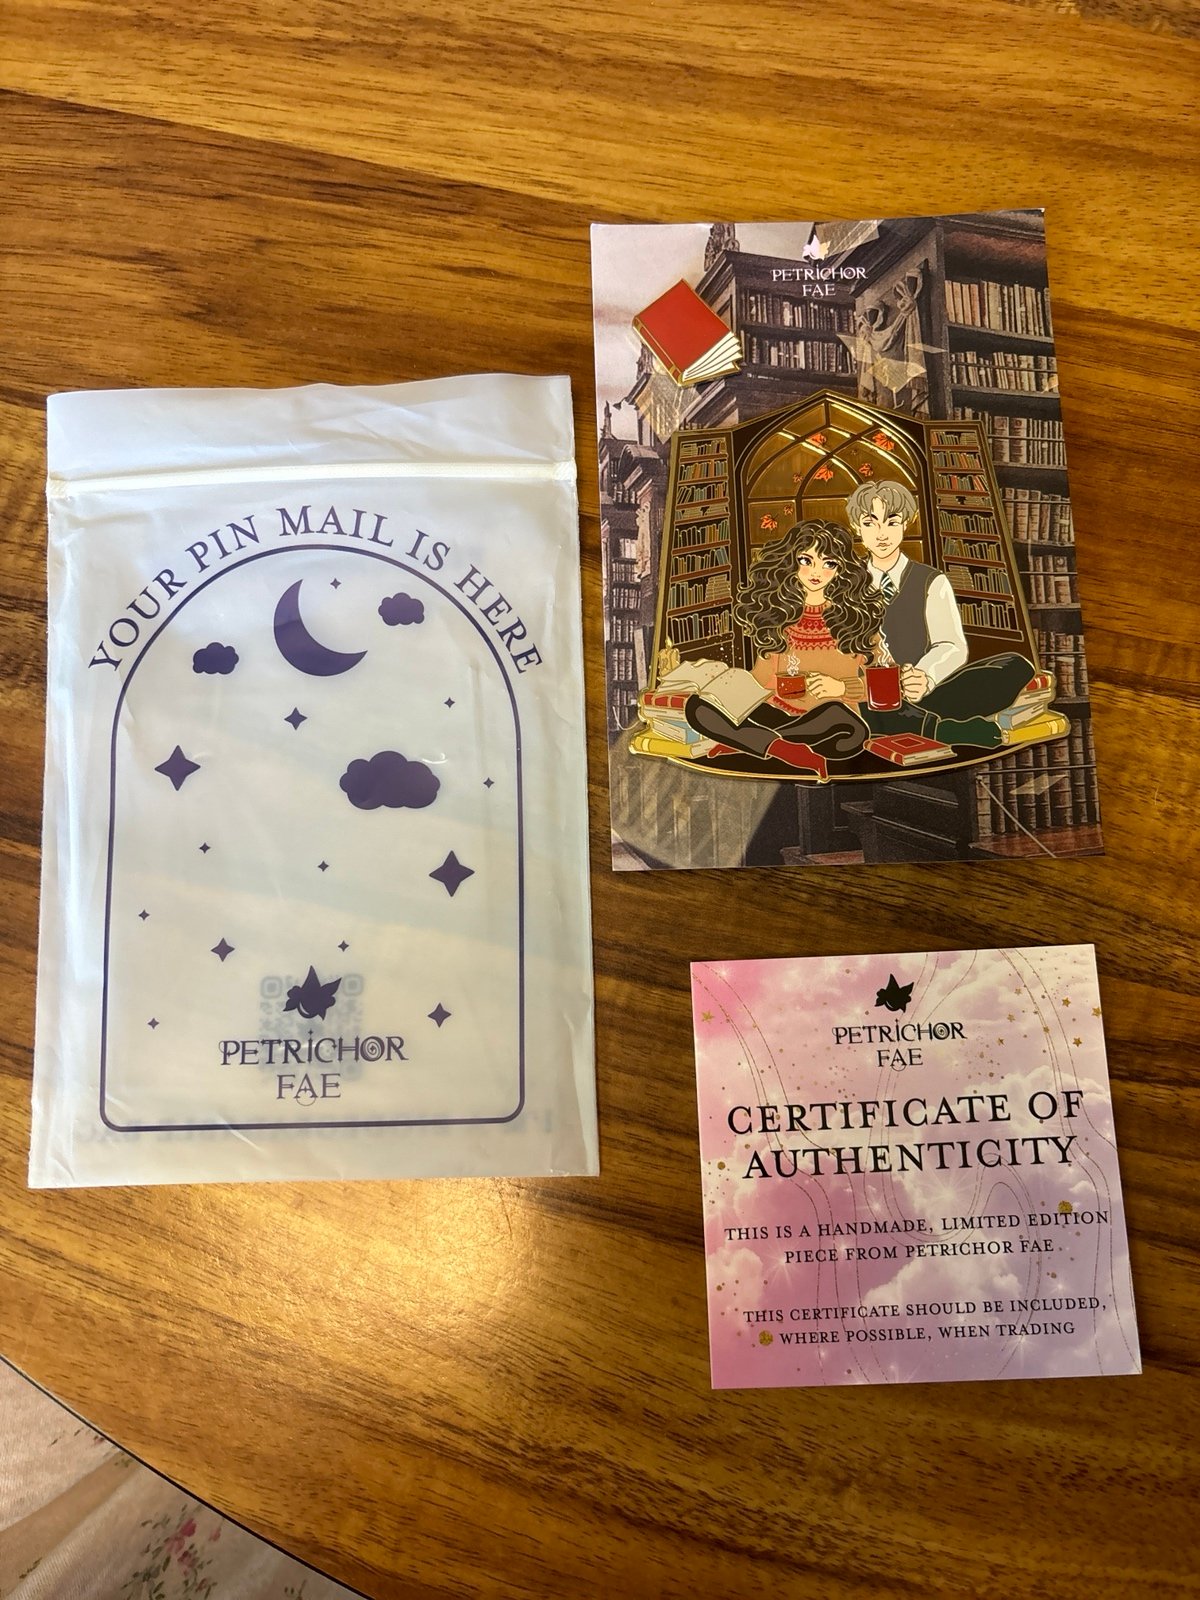 YOUR PIN MAIL IS HERE
PETRICHOR
FAE
PETRICHOR
FAE
PETRICHOR
FAE
CERTIFICATE OF
AUTHENTICITY
THIS IS A HANDMADE, LIMITED EDITION
PIECE FROM PETRICHOR FAE
THIS CERTIFICATE SHOULD BE INCLUDED,
WHERE POSSIBLE, WHEN TRADING